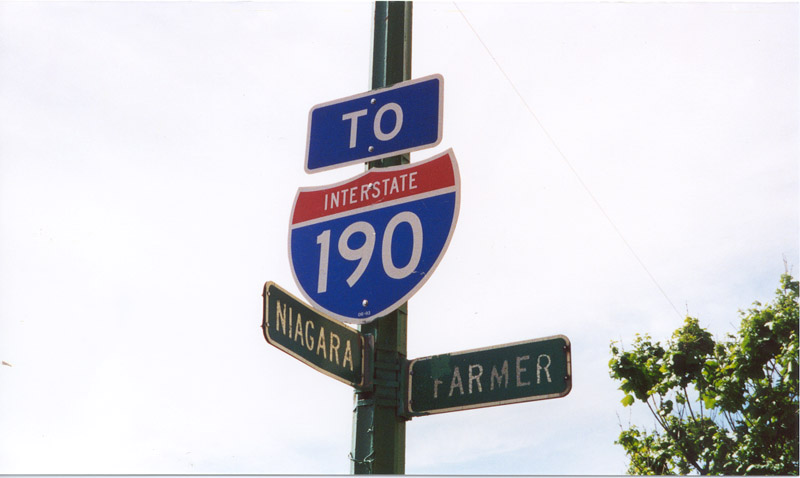 TO
INTERSTATE
190
NIAGARA
FARMER